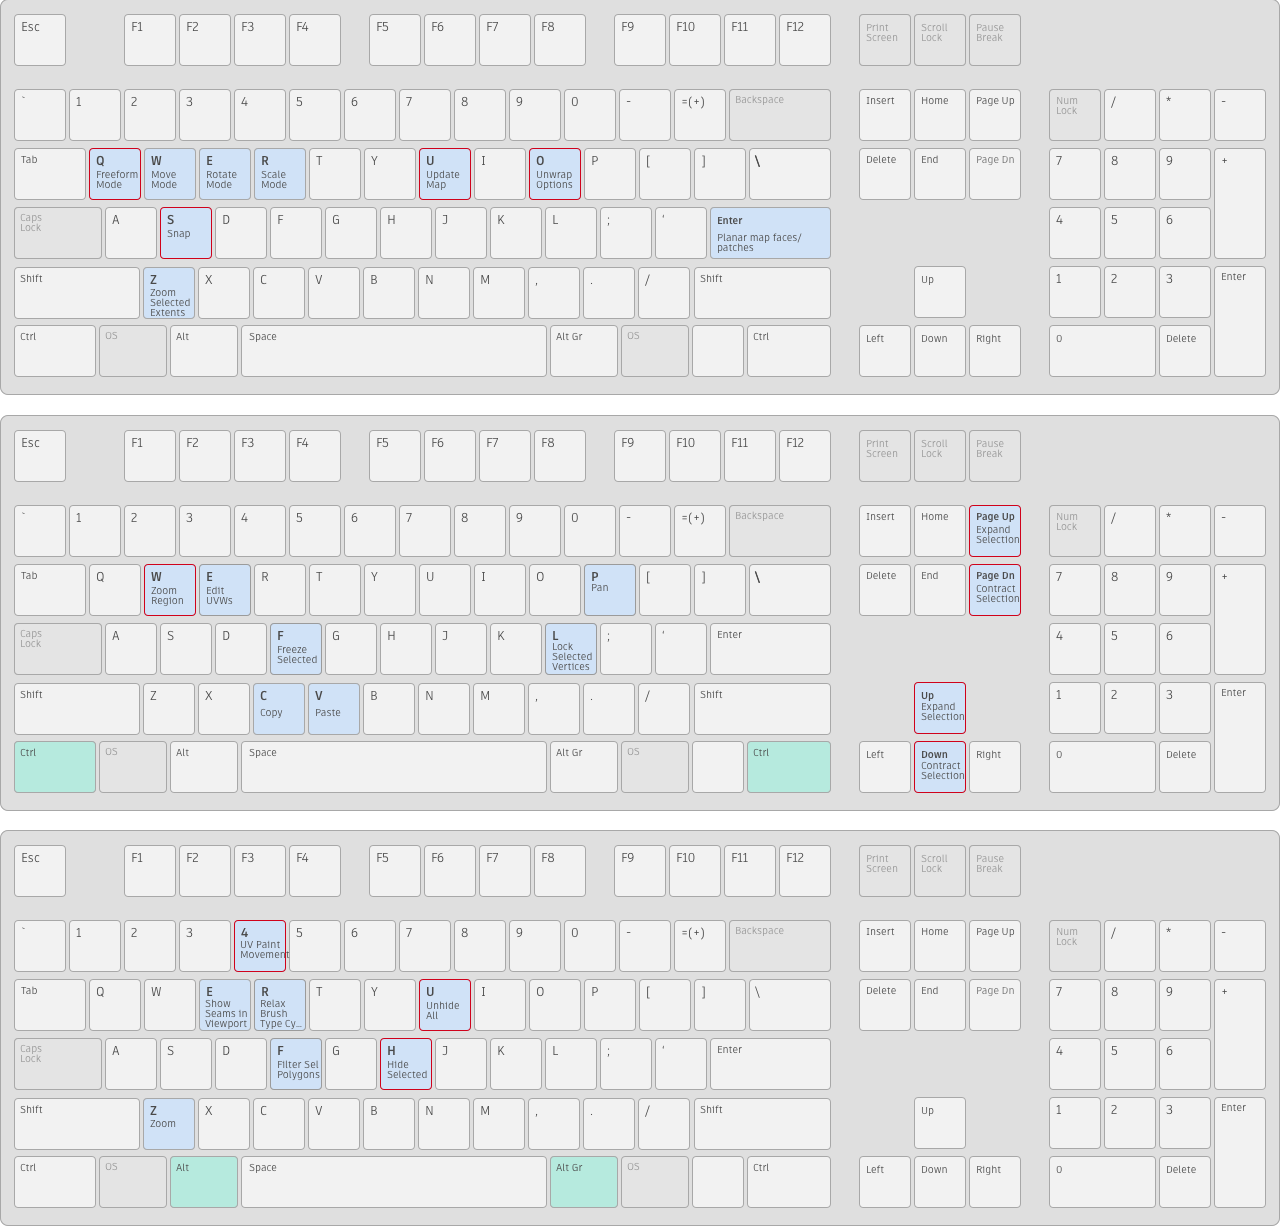 Esc F1 F2 F3 F4 F5 F6 F7 F8 F9 F10 F11 F12 Print Screen Scroll Lock Pause Break
` 1 2 3 4 5 6 7 8 9 0 - =(+) Backspace Insert Home Page Up Num Lock / * -
Tab Q Freeform Mode W Move Mode E Rotate Mode R Scale Mode T Y U Update Map I O Unwrap Options P [ ] \ Delete End Page Dn 7 8 9 +
Caps Lock A S Snap D F G H J K L ; ' Enter Planar map faces/ patches 4 5 6
Shift Z Zoom Selected Extents X C V B N M , . / Shift Up 1 2 3 Enter
Ctrl OS Alt Space Alt Gr OS Ctrl Left Down Right 0 Delete
Esc F1 F2 F3 F4 F5 F6 F7 F8 F9 F10 F11 F12 Print Screen Scroll Lock Pause Break
` 1 2 3 4 5 6 7 8 9 0 - =(+) Backspace Insert Home Page Up Expand Selection Num Lock / * -
Tab Q W Zoom Region E Edit UVWs R T Y U I O P Pan [ ] \ Delete End Page Dn Contract Selection 7 8 9 +
Caps Lock A S D F Freeze Selected G H J K L Lock Selected Vertices ; ' Enter 4 5 6
Shift Z X C Copy V Paste B N M , . / Shift Up Expand Selection 1 2 3 Enter
Ctrl OS Alt Space Alt Gr OS Ctrl Left Down Contract Selection Right 0 Delete
Esc F1 F2 F3 F4 F5 F6 F7 F8 F9 F10 F11 F12 Print Screen Scroll Lock Pause Break
` 1 2 3 4 UV Paint Movement 5 6 7 8 9 0 - =(+) Backspace Insert Home Page Up Num Lock / * -
Tab Q W E Show Seams in Viewport R Relax Brush Type Cy... T Y U Unhide All I O P [ ] \ Delete End Page Dn 7 8 9 +
Caps Lock A S D F Filter Sel Polygons G H Hide Selected J K L ; ' Enter 4 5 6
Shift Z Zoom X C V B N M , . / Shift Up 1 2 3 Enter
Ctrl OS Alt Space Alt Gr OS Ctrl Left Down Right 0 Delete